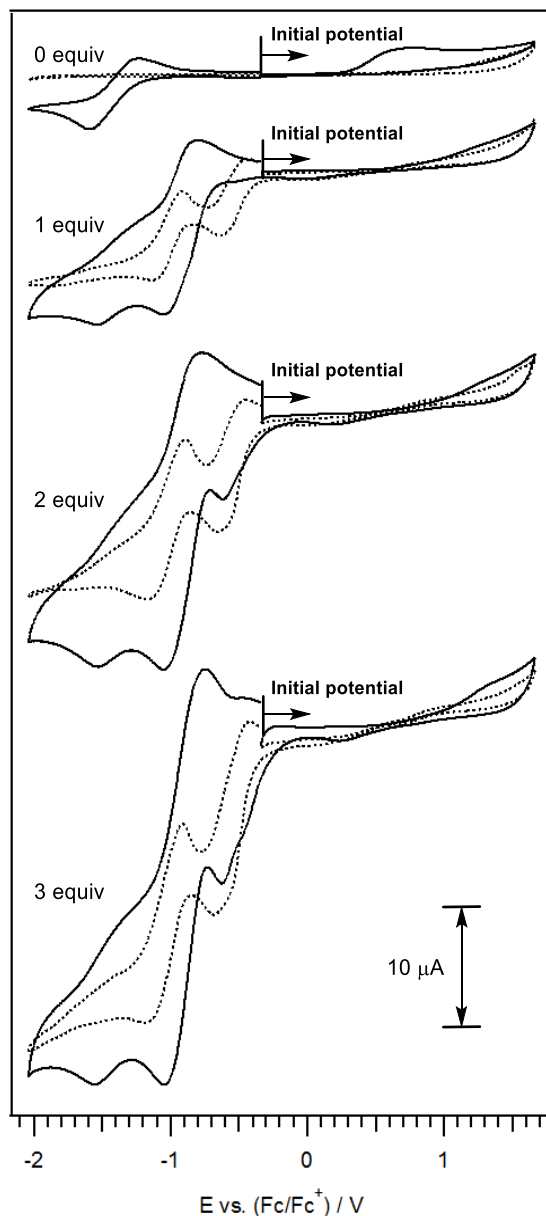 Initial potential
0 equiv
Initial potential
1 equiv
Initial potential
2 equiv
Initial potential
3 equiv
10 μA
-2 -1 0 1
E vs. (Fc/Fc⁺) / V